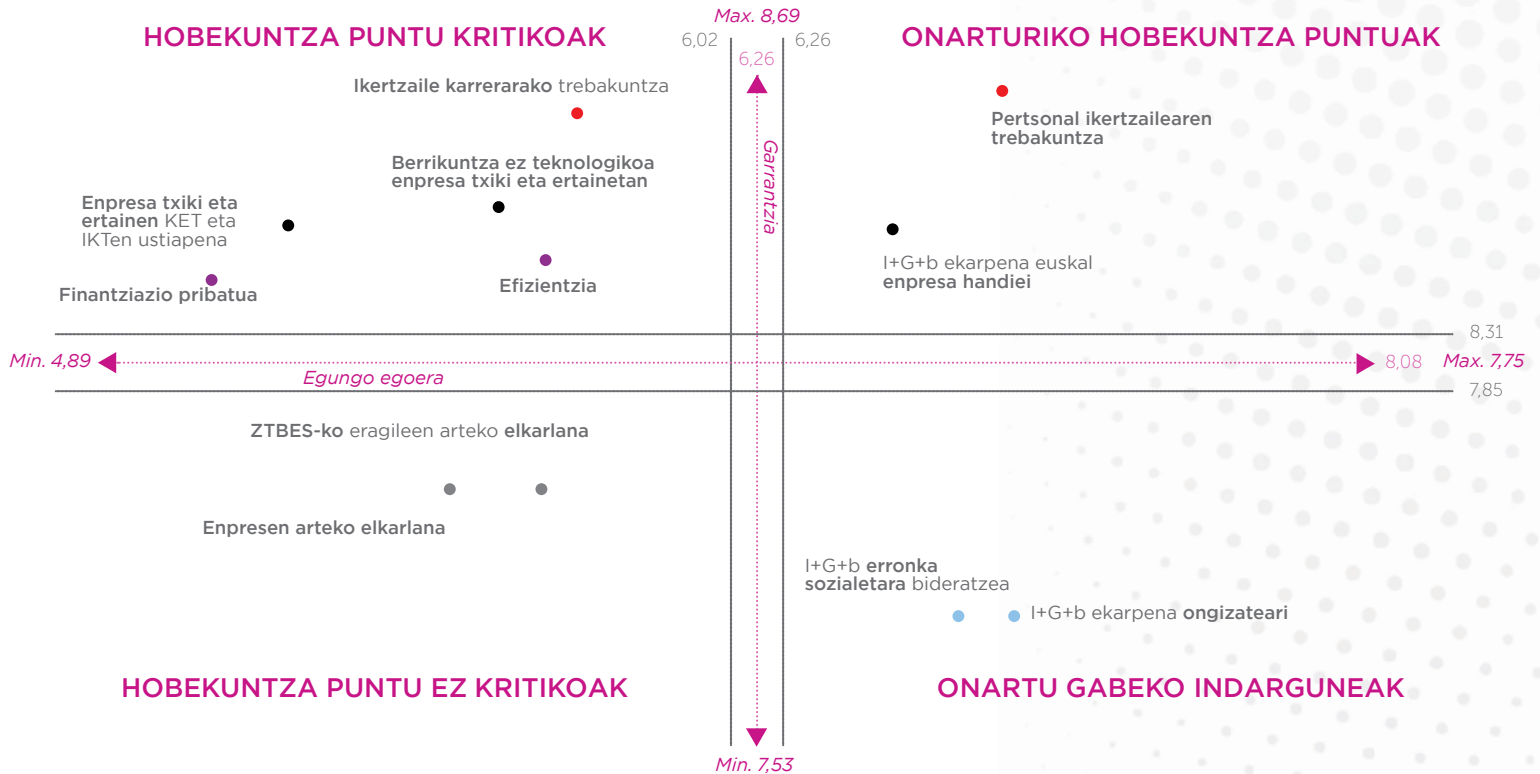 Max. 8,69
HOBEKUNTZA PUNTU KRITIKOAK
6,02
6,26
6,26
ONARTURIKO HOBEKUNTZA PUNTUAK
Ikertzaile karrerarako trebakuntza
Pertsonal ikertzailearen
trebakuntza
Garrantzia
Berrikuntza ez teknologikoa
enpresa txiki eta ertainetan
Enpresa txiki eta
ertainen KET eta
IKTen ustiapena
I+G+b ekarpena euskal
enpresa handiei
Efizientzia
Finantziazio pribatua
8,31
Min. 4,89
8,08
Max. 7,75
Egungo egoera
7,85
ZTBES-ko eragileen arteko elkarlana
Enpresen arteko elkarlana
I+G+b erronka
sozialetara bideratzea
I+G+b ekarpena ongizateari
HOBEKUNTZA PUNTU EZ KRITIKOAK
ONARTU GABEKO INDARGUNEAK
Min. 7,53